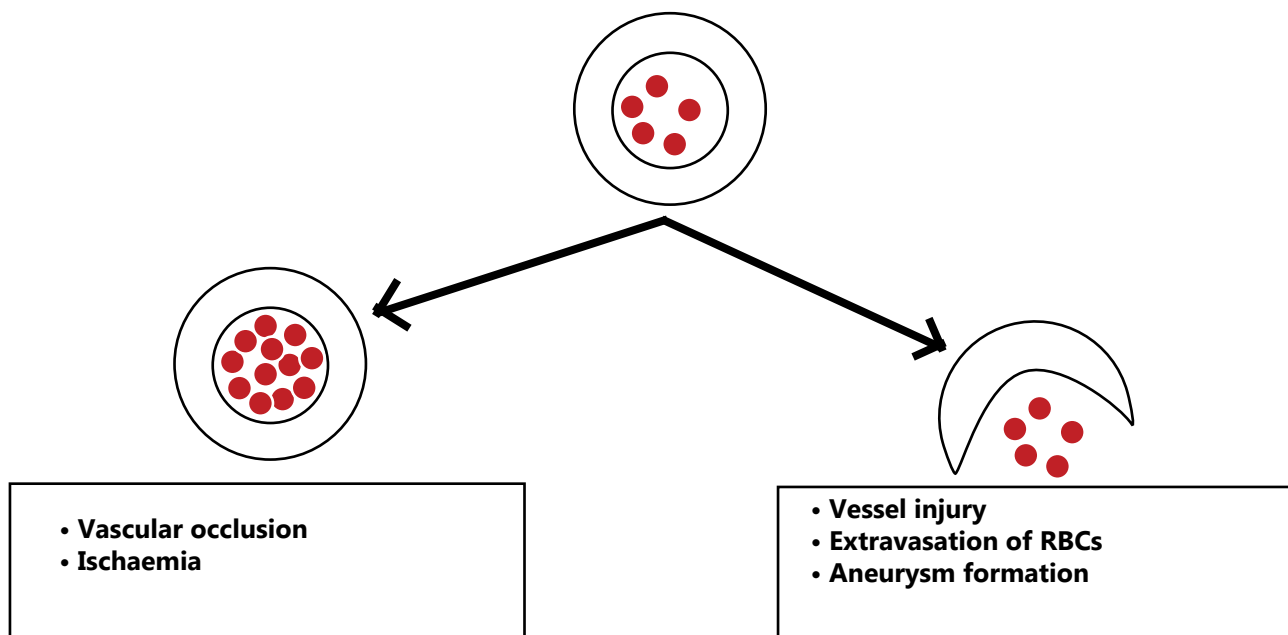 • Vascular occlusion
• Ischaemia
• Vessel injury
• Extravasation of RBCs
• Aneurysm formation